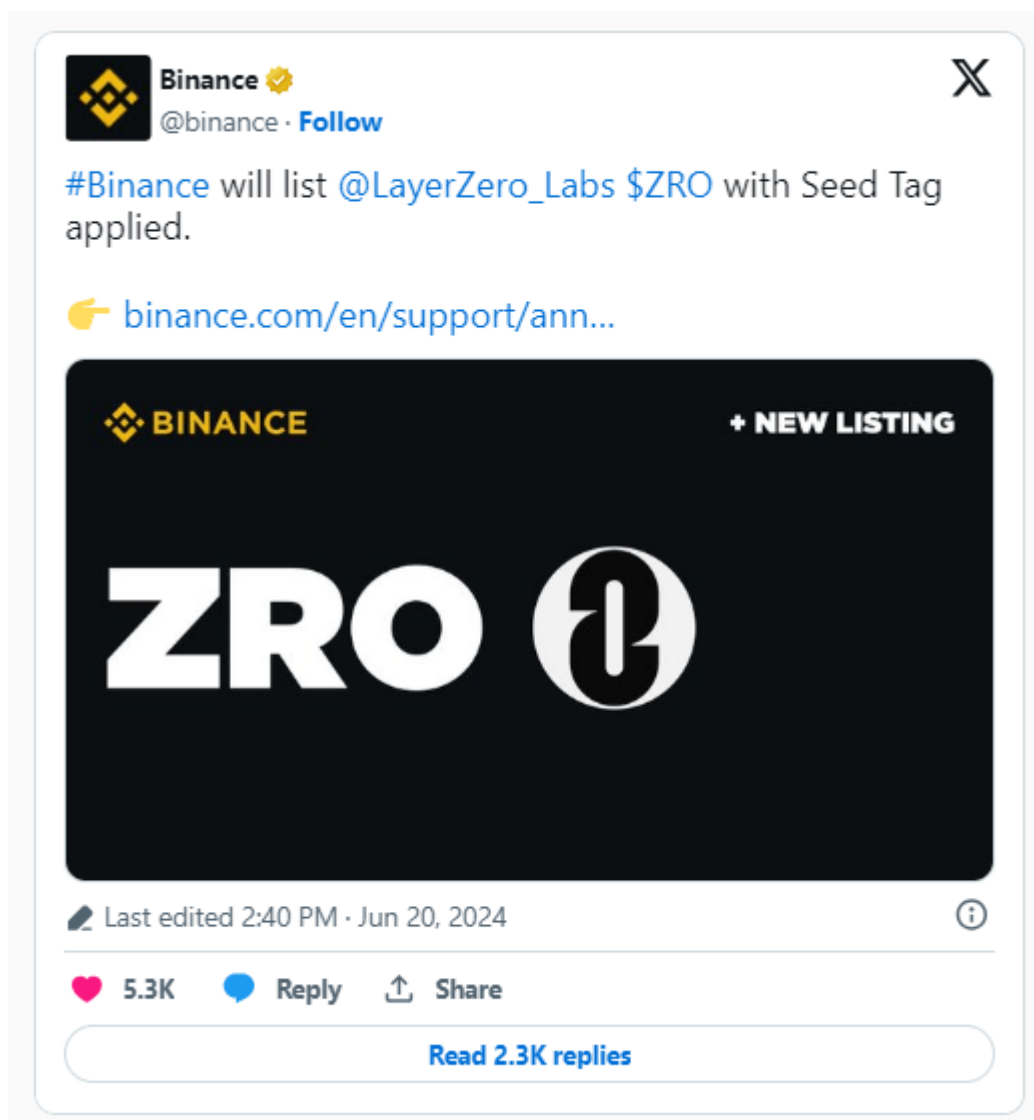 Binance
@binance · Follow
#Binance will list @LayerZero_Labs $ZRO with Seed Tag
applied.
👉 binance.com/en/support/ann...
BINANCE
+ NEW LISTING
ZRO
Last edited 2:40 PM · Jun 20, 2024
5.3K Reply Share
Read 2.3K replies